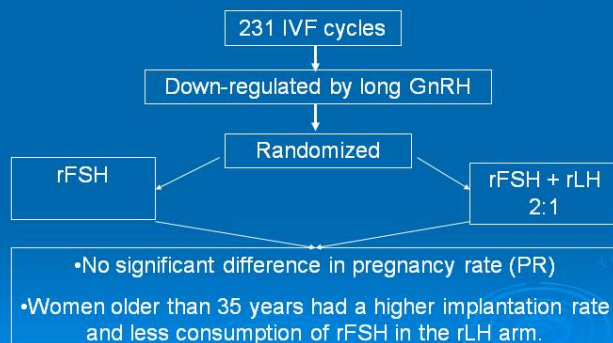 231 IVF cycles
Down-regulated by long GnRH
Randomized
rFSH
rFSH + rLH
2:1
•No significant difference in pregnancy rate (PR)
•Women older than 35 years had a higher implantation rate
and less consumption of rFSH in the rLH arm.